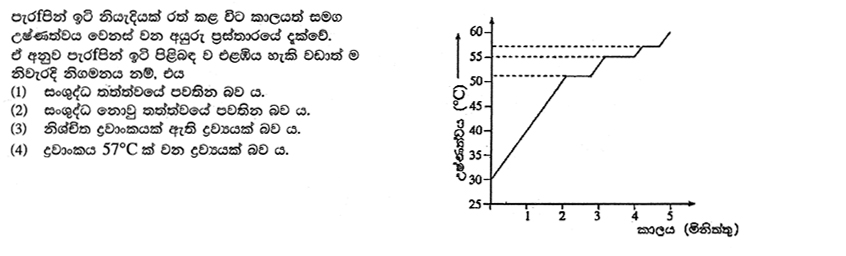 පැරෆින් ඉටි නියැදියක් රත් කළ විට කාලයත් සමග
උෂ්ණත්වය වෙනස් වන අයුරු ප්‍රස්තාරයේ දැක්වේ.
ඒ අනුව පැරෆින් ඉටි පිළිබඳ ව එළඹිය හැකි වඩාත් ම
නිවැරදි නිගමනය නම්, එය
(1) සංශුද්ධ තත්ත්වයේ පවතින බව ය.
(2) සංශුද්ධ නොවූ තත්ත්වයේ පවතින බව ය.
(3) නිශ්චිත ද්‍රවාංකයක් ඇති ද්‍රව්‍යයක් බව ය.
(4) ද්‍රවාංකය 57°C ක් වන ද්‍රව්‍යයක් බව ය.
උෂ්ණත්වය (°C)
60
55
50
45
40
35
30
25
1 2 3 4 5
කාලය (මිනිත්තු)